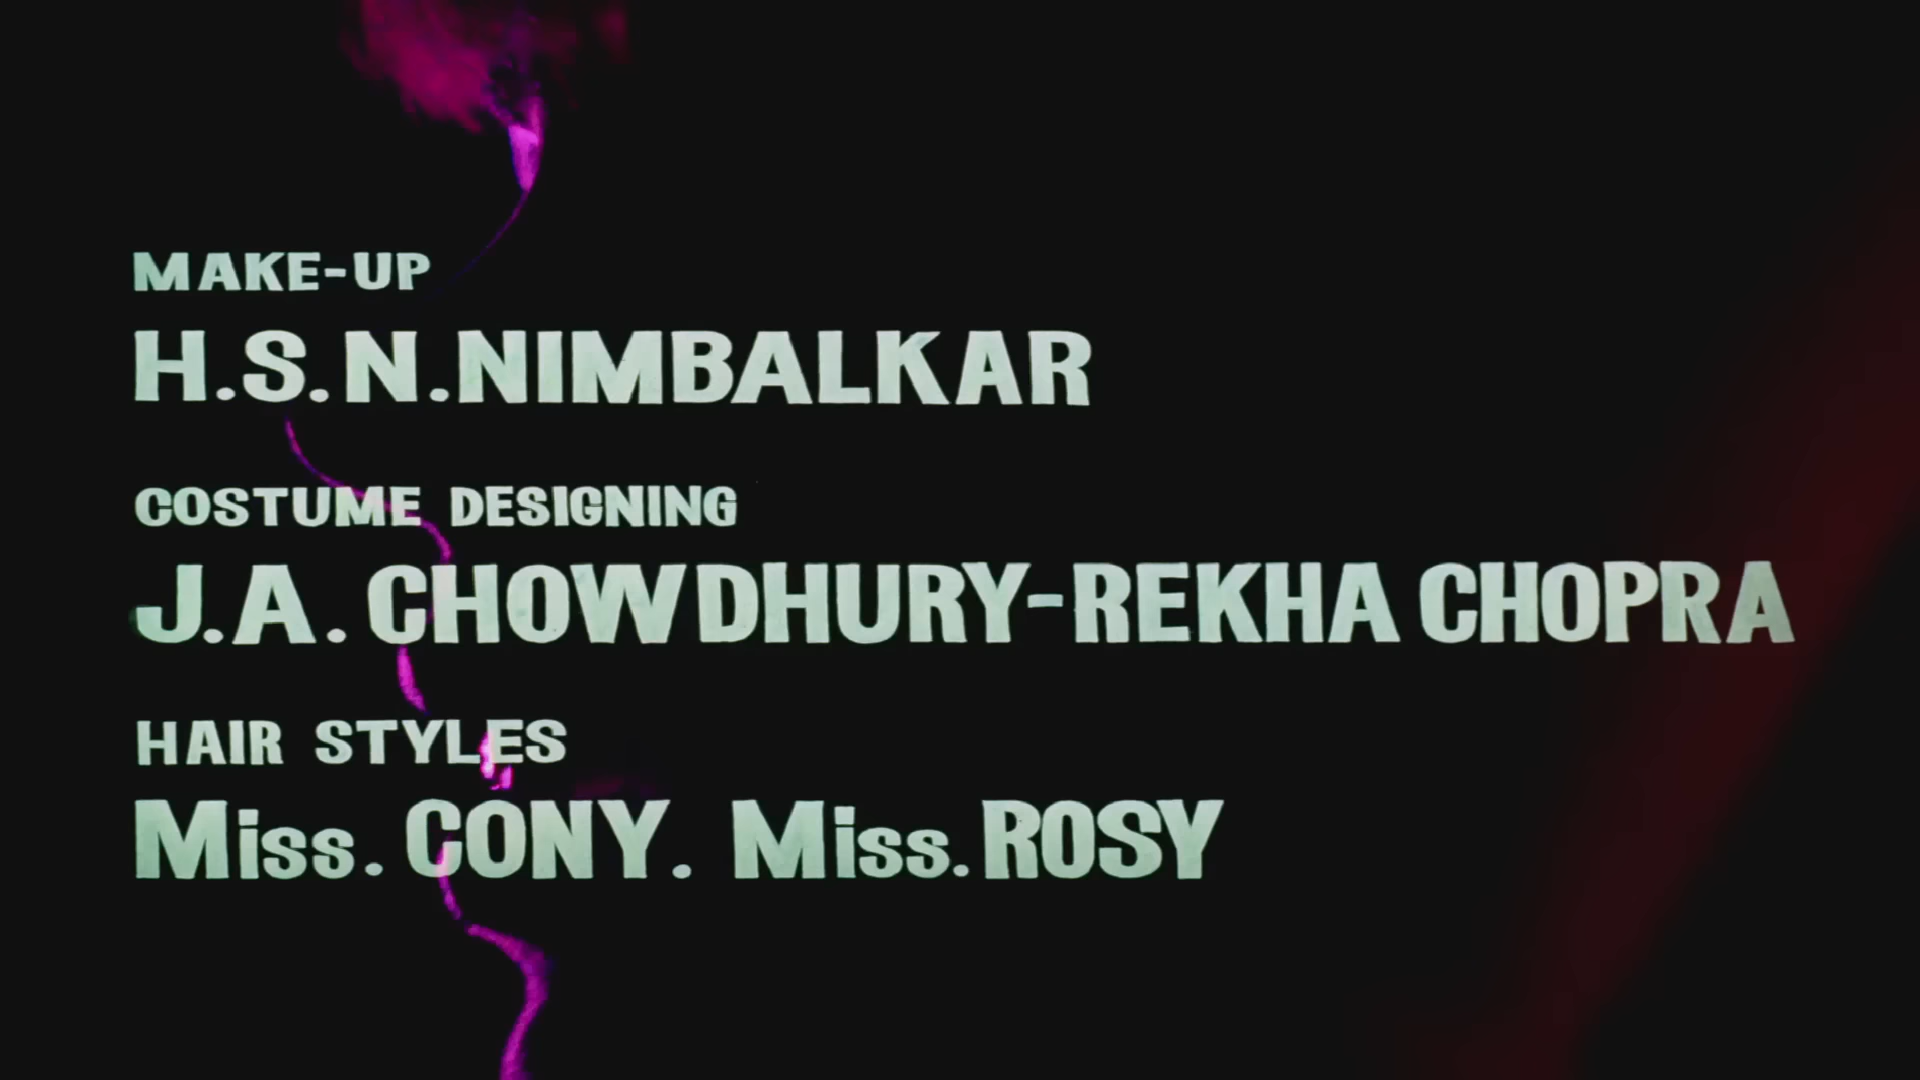 MAKE-UP
H.S.N.NIMBALKAR
COSTUME DESIGNING
J.A. CHOWDHURY-REKHA CHOPRA
HAIR STYLES
Miss. CONY. Miss. ROSY